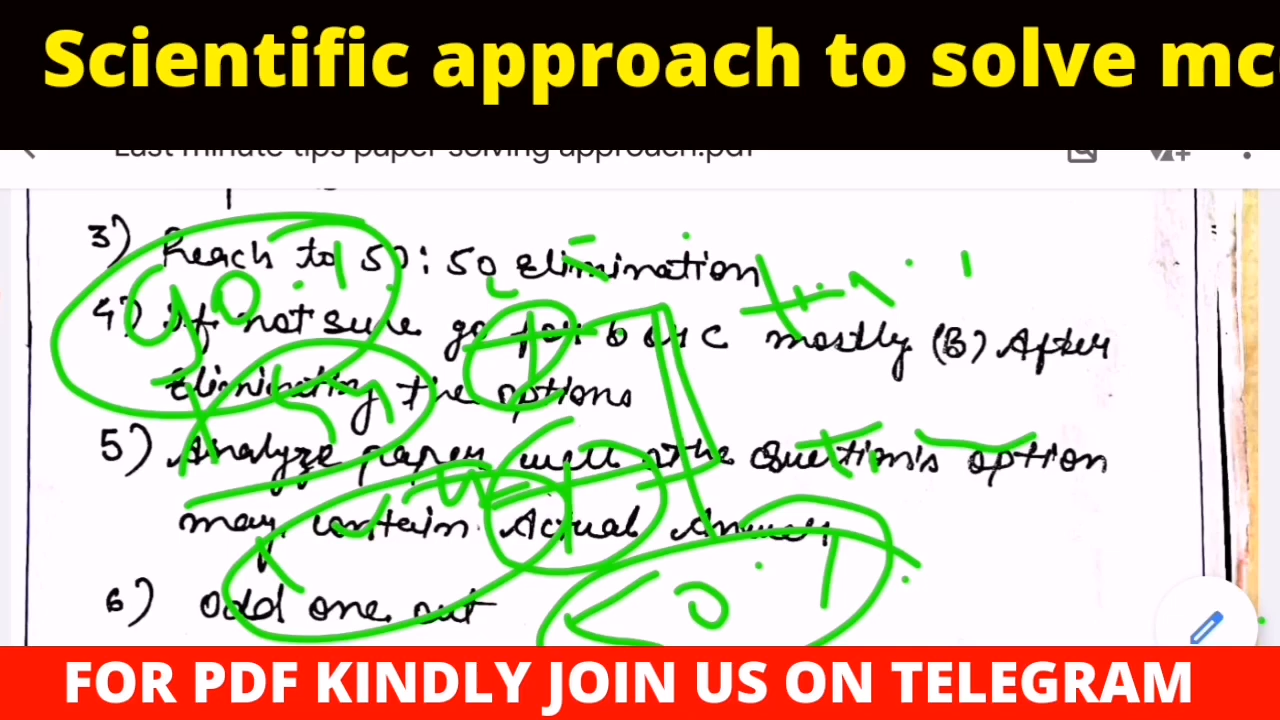 Scientific approach to solve mc
Last minute tips paper solving approach.pdf
3) Reach to 50:50 Elimination
4) If not sure go for b or c mostly (B) After
Eliminating the options
5) Analyze paper well the Question's option
may contain Actual Answer
6) odd one out
FOR PDF KINDLY JOIN US ON TELEGRAM